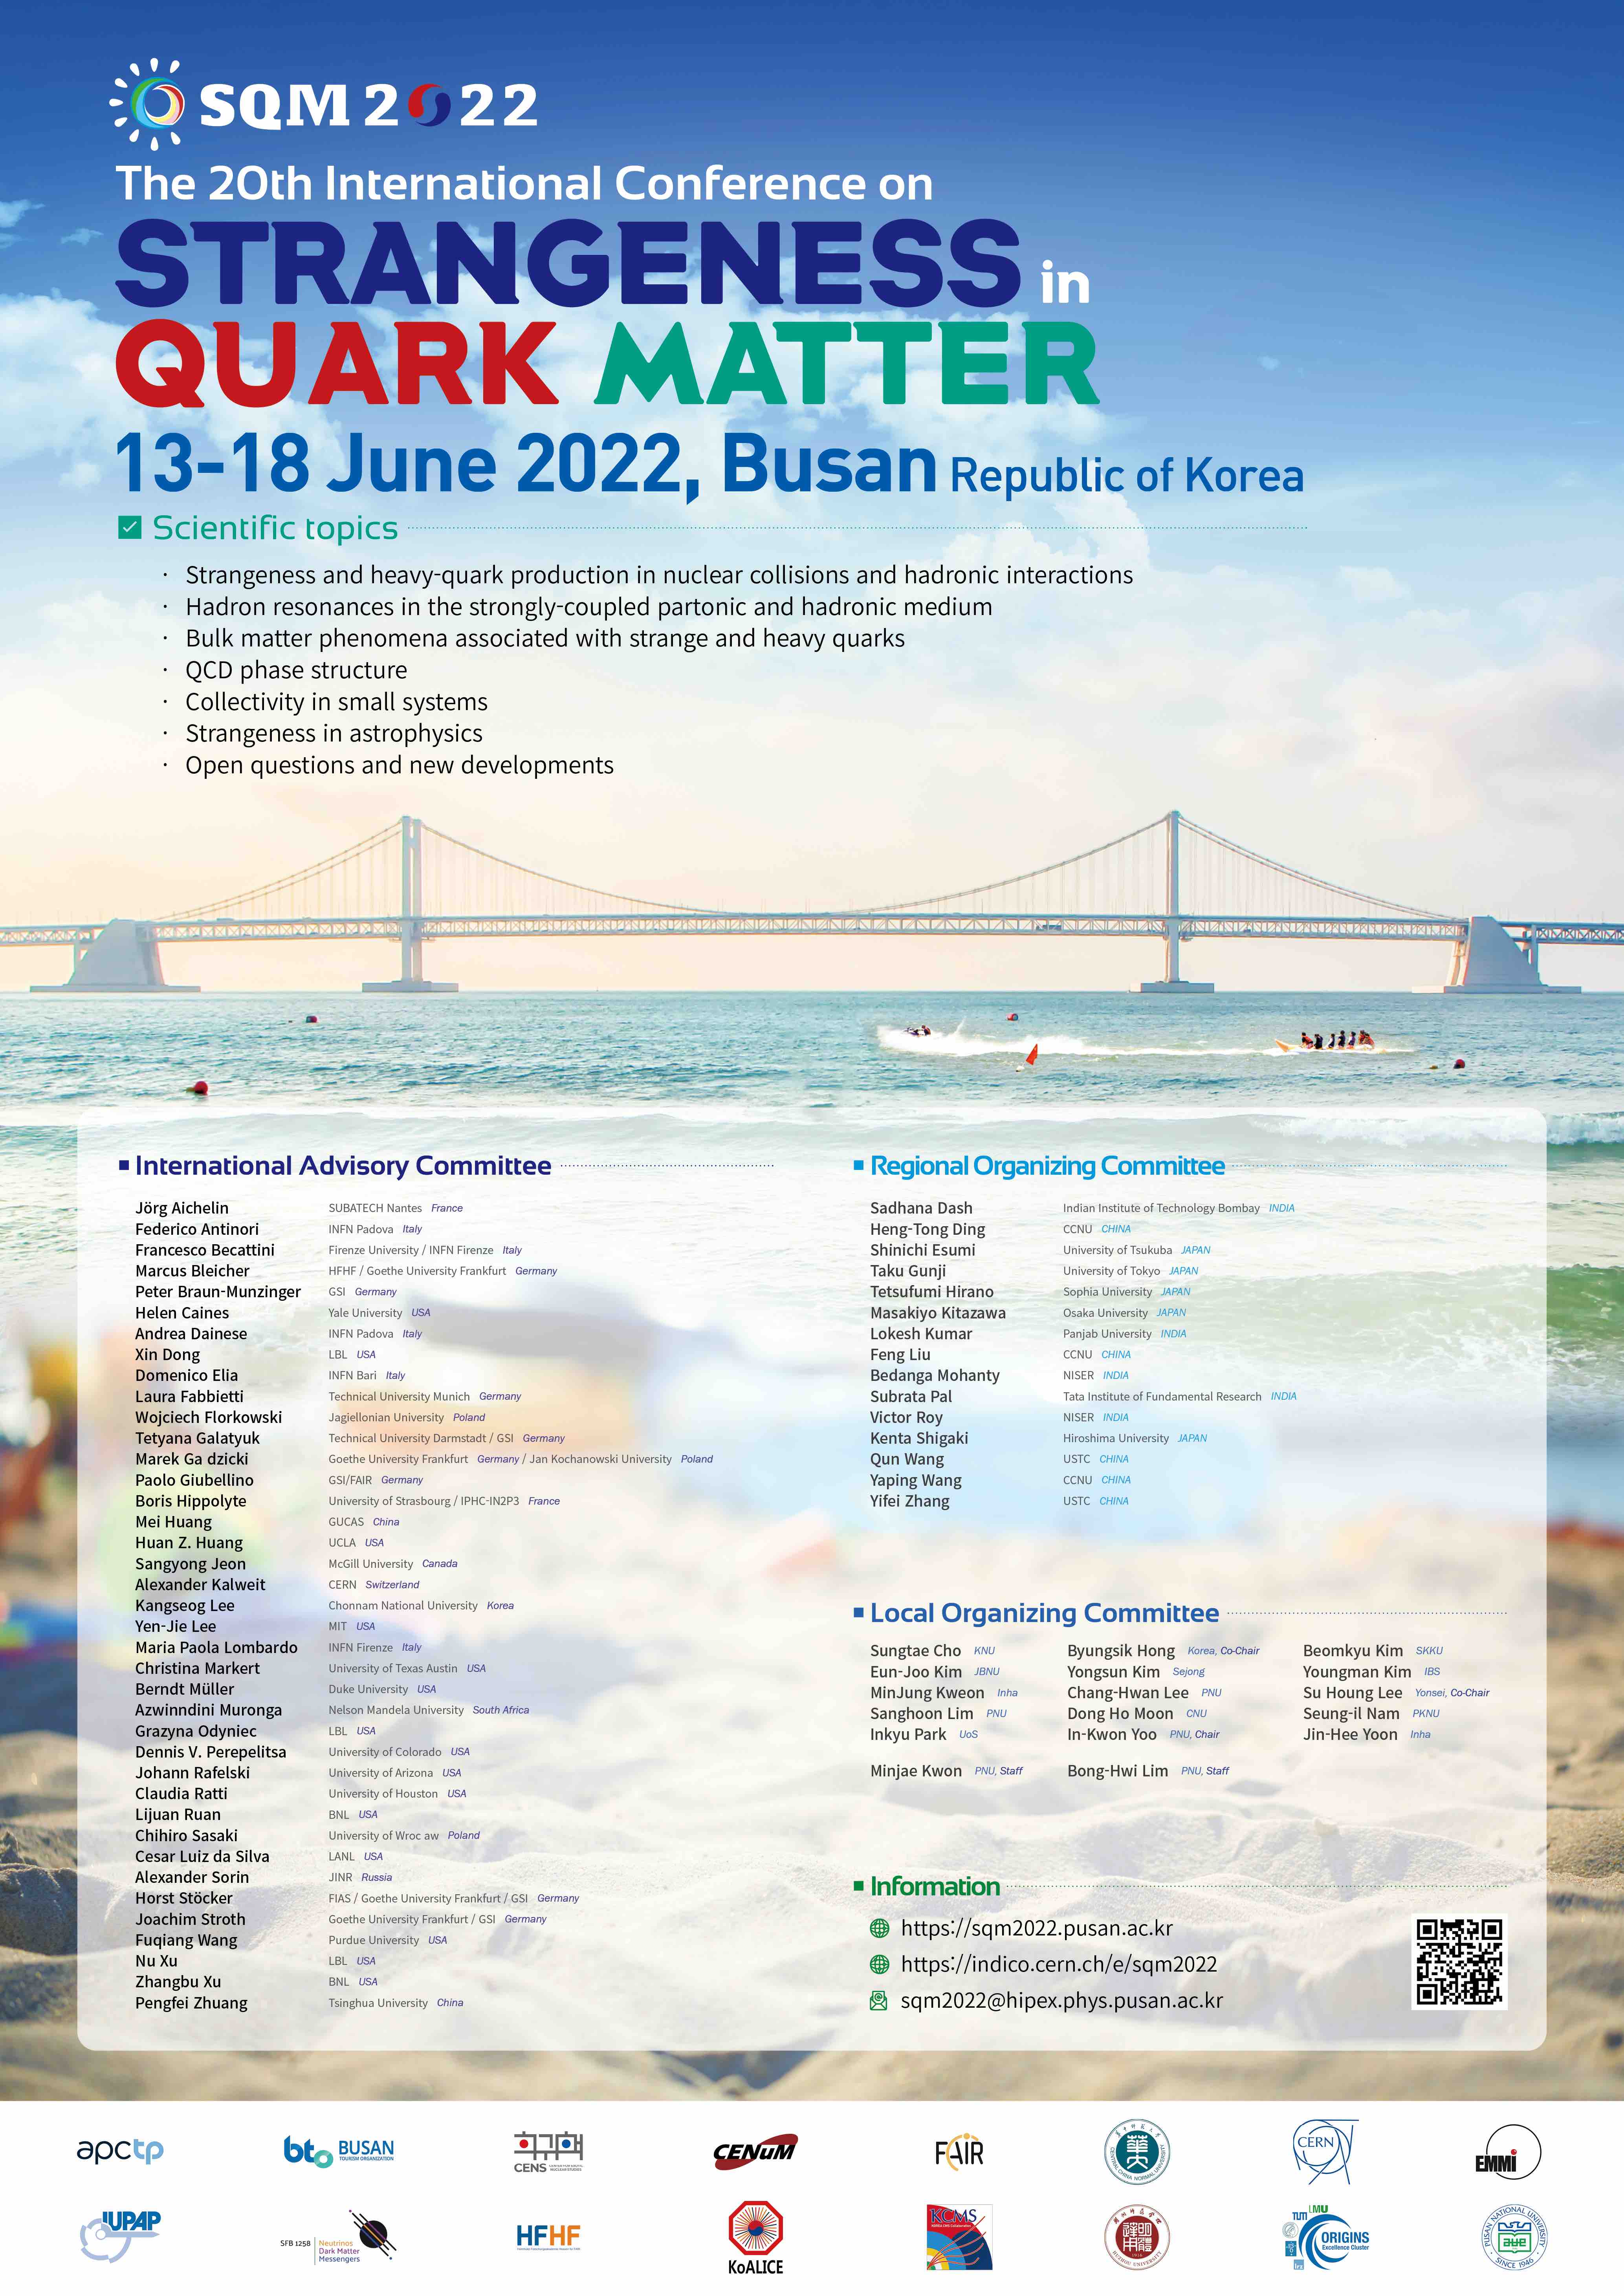 SQM 2022
The 20th International Conference on
STRANGENESS in
QUARK MATTER
13-18 June 2022, Busan Republic of Korea
Scientific topics
· Strangeness and heavy-quark production in nuclear collisions and hadronic interactions
· Hadron resonances in the strongly-coupled partonic and hadronic medium
· Bulk matter phenomena associated with strange and heavy quarks
· QCD phase structure
· Collectivity in small systems
· Strangeness in astrophysics
· Open questions and new developments
International Advisory Committee
Jörg Aichelin SUBATECH Nantes France
Federico Antinori INFN Padova Italy
Francesco Becattini Firenze University / INFN Firenze Italy
Marcus Bleicher HFHF / Goethe University Frankfurt Germany
Peter Braun-Munzinger GSI Germany
Helen Caines Yale University USA
Andrea Dainese INFN Padova Italy
Xin Dong LBL USA
Domenico Elia INFN Bari Italy
Laura Fabbietti Technical University Munich Germany
Wojciech Florkowski Jagiellonian University Poland
Tetyana Galatyuk Technical University Darmstadt / GSI Germany
Marek Ga dzicki Goethe University Frankfurt Germany / Jan Kochanowski University Poland
Paolo Giubellino GSI/FAIR Germany
Boris Hippolyte University of Strasbourg / IPHC-IN2P3 France
Mei Huang GUCAS China
Huan Z. Huang UCLA USA
Sangyong Jeon McGill University Canada
Alexander Kalweit CERN Switzerland
Kangseog Lee Chonnam National University Korea
Yen-Jie Lee MIT USA
Maria Paola Lombardo INFN Firenze Italy
Christina Markert University of Texas Austin USA
Berndt Müller Duke University USA
Azwinndini Muronga Nelson Mandela University South Africa
Grazyna Odyniec LBL USA
Dennis V. Perepelitsa University of Colorado USA
Johann Rafelski University of Arizona USA
Claudia Ratti University of Houston USA
Lijuan Ruan BNL USA
Chihiro Sasaki University of Wroc aw Poland
Cesar Luiz da Silva LANL USA
Alexander Sorin JINR Russia
Horst Stöcker FIAS / Goethe University Frankfurt / GSI Germany
Joachim Stroth Goethe University Frankfurt / GSI Germany
Fuqiang Wang Purdue University USA
Nu Xu LBL USA
Zhangbu Xu BNL USA
Pengfei Zhuang Tsinghua University China
Regional Organizing Committee
Sadhana Dash Indian Institute of Technology Bombay INDIA
Heng-Tong Ding CCNU CHINA
Shinichi Esumi University of Tsukuba JAPAN
Taku Gunji University of Tokyo JAPAN
Tetsufumi Hirano Sophia University JAPAN
Masakiyo Kitazawa Osaka University JAPAN
Lokesh Kumar Panjab University INDIA
Feng Liu CCNU CHINA
Bedanga Mohanty NISER INDIA
Subrata Pal Tata Institute of Fundamental Research INDIA
Victor Roy NISER INDIA
Kenta Shigaki Hiroshima University JAPAN
Qun Wang USTC CHINA
Yaping Wang CCNU CHINA
Yifei Zhang USTC CHINA
Local Organizing Committee
Sungtae Cho KNU Byungsik Hong Korea, Co-Chair Beomkyu Kim SKKU
Eun-Joo Kim JBNU Yongsun Kim Sejong Youngman Kim IBS
MinJung Kweon Inha Chang-Hwan Lee PNU Su Houng Lee Yonsei, Co-Chair
Sanghoon Lim PNU Dong Ho Moon CNU Seung-il Nam PKNU
Inkyu Park UoS In-Kwon Yoo PNU, Chair Jin-Hee Yoon Inha
Minjae Kwon PNU, Staff Bong-Hwi Lim PNU, Staff
Information
https://sqm2022.pusan.ac.kr
https://indico.cern.ch/e/sqm2022
sqm2022@hipex.phys.pusan.ac.kr
apctp
bto BUSAN
TOURISM ORGANIZATION
CENS
CENuM
FAIR
CENTRAL CHINA NORMAL UNIVERSITY
CERN
EMMI
IUPAP
SFB 1258 Neutrinos
Dark Matter
Messengers
HFHF
KoALICE
KCMS
HUZHOU UNIVERSITY
TUM LMU
ORIGINS
Excellence Cluster
PUSAN NATIONAL UNIVERSITY
SINCE 1946